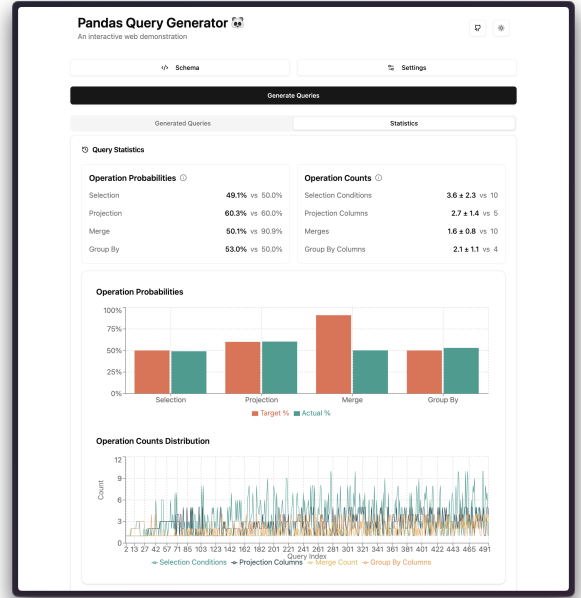 Pandas Query Generator 🐼
An interactive web demonstration
</> Schema
Settings
Generate Queries
Generated Queries
Statistics
Query Statistics
Operation Probabilities
Selection 49.1% vs 50.0%
Projection 60.3% vs 60.0%
Merge 50.1% vs 90.9%
Group By 53.0% vs 50.0%
Operation Counts
Selection Conditions 3.6 ± 2.3 vs 10
Projection Columns 2.7 ± 1.4 vs 5
Merges 1.6 ± 0.8 vs 10
Group By Columns 2.1 ± 1.1 vs 4
Operation Probabilities
100%
75%
50%
25%
0%
Selection Projection Merge Group By
Target % Actual %
Operation Counts Distribution
12
9
6
3
0
Count
2 13 27 42 57 71 85 103 123 142 162 182 201 221 241 261 281 301 321 341 361 381 401 422 443 465 491
Query Index
Selection Conditions Projection Columns Merge Count Group By Columns